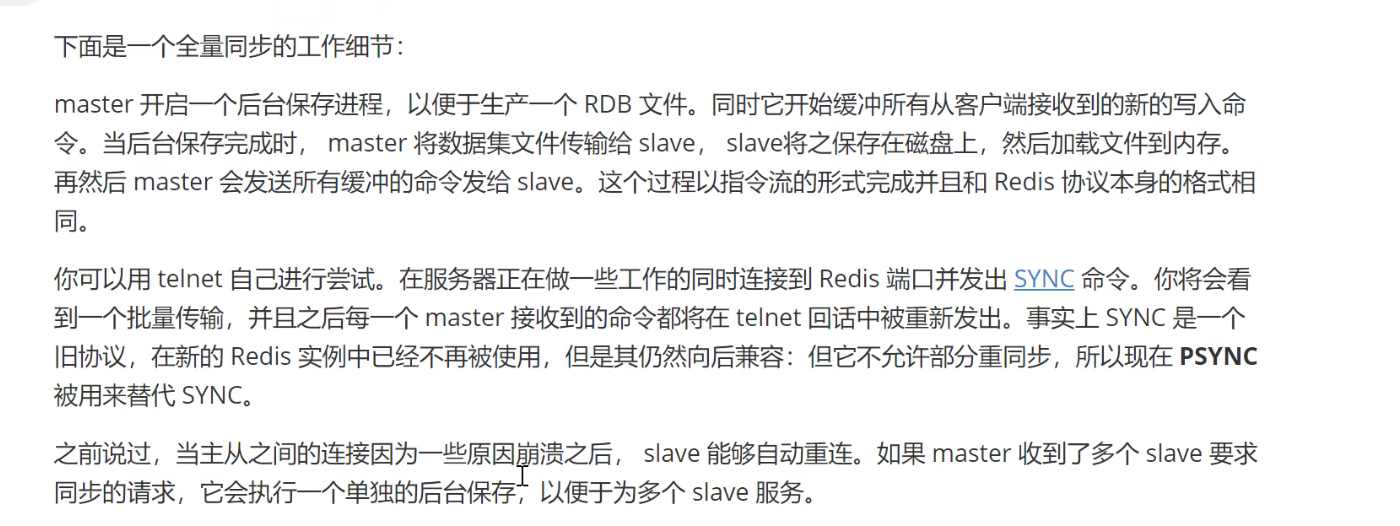 下面是一个全量同步的工作细节：
master 开启一个后台保存进程，以便于生产一个 RDB 文件。同时它开始缓冲所有从客户端接收到的新的写入命
令。当后台保存完成时， master 将数据集文件传输给 slave， slave将之保存在磁盘上，然后加载文件到内存。
再然后 master 会发送所有缓冲的命令发给 slave。这个过程以指令流的形式完成并且和 Redis 协议本身的格式相
同。
你可以用 telnet 自己进行尝试。在服务器正在做一些工作的同时连接到 Redis 端口并发出 SYNC 命令。你将会看
到一个批量传输，并且之后每一个 master 接收到的命令都将在 telnet 回话中被重新发出。事实上 SYNC 是一个
旧协议，在新的 Redis 实例中已经不再被使用，但是其仍然向后兼容：但它不允许部分重同步，所以现在 PSYNC
被用来替代 SYNC。
之前说过，当主从之间的连接因为一些原因崩溃之后， slave 能够自动重连。如果 master 收到了多个 slave 要求
同步的请求，它会执行一个单独的后台保存，以便于为多个 slave 服务。